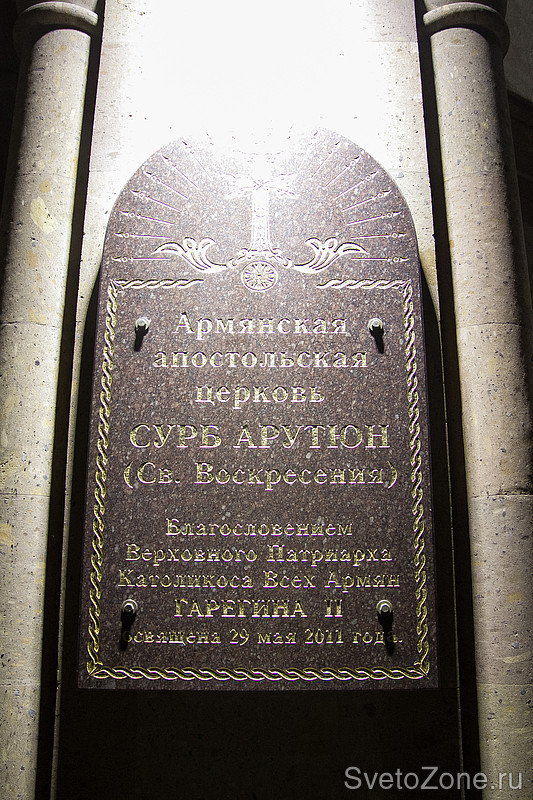 Армянская
апостольская
церковь
СУРБ АРУТЮН
(Св. Воскресения)
Благословением
Верховного Патриарха
Католикоса Всех Армян
ГАРЕГИНА II
освящена 29 мая 2011 года.
SvetoZone.ru